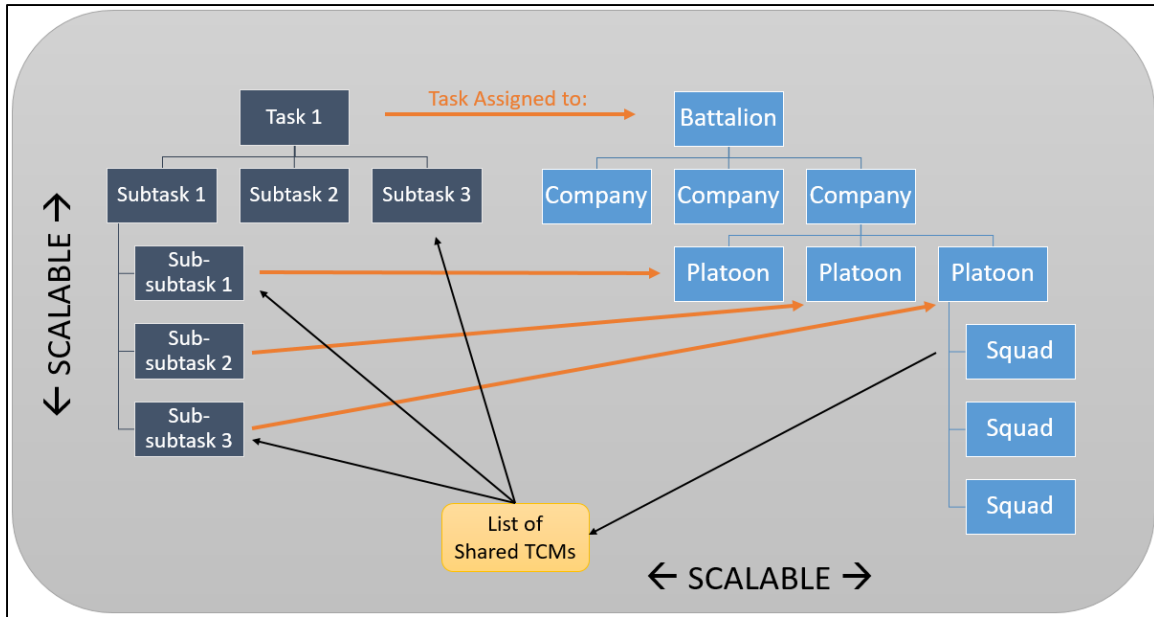 Task Assigned to:
Task 1
Battalion
Subtask 1
Subtask 2
Subtask 3
Company
Company
Company
Sub-
subtask 1
Platoon
Platoon
Platoon
← SCALABLE →
Sub-
subtask 2
Squad
Sub-
subtask 3
Squad
Squad
List of
Shared TCMs
← SCALABLE →